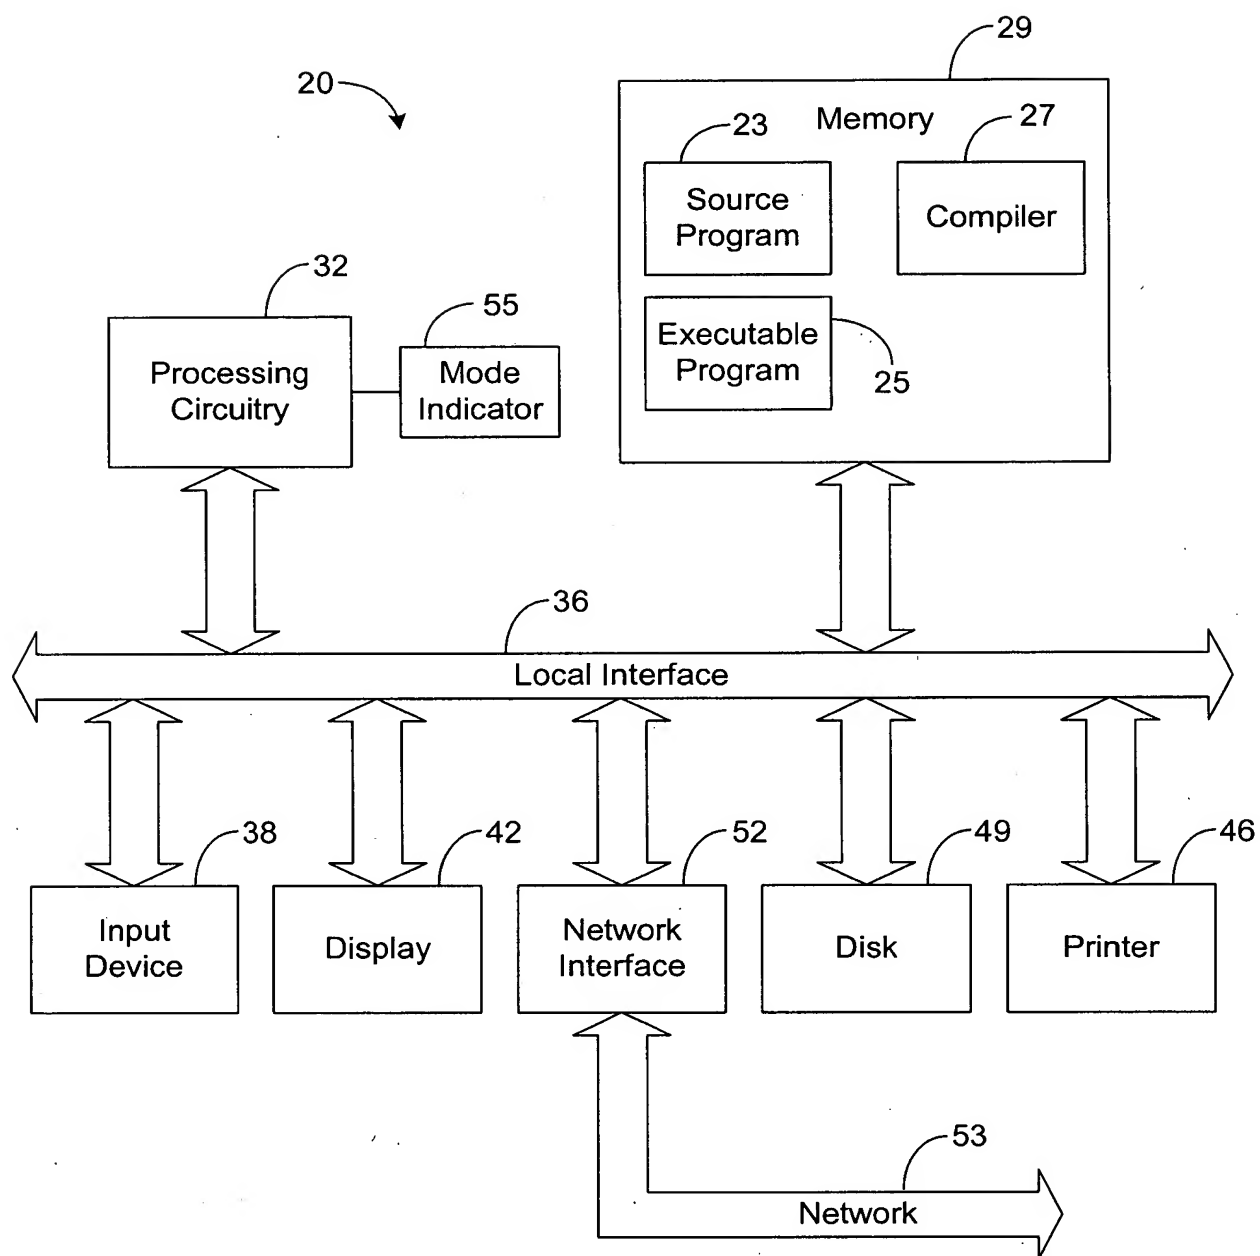 29
20
Memory
23
27
Source
Program
Compiler
32
55
Executable
Program
25
Processing
Circuitry
Mode
Indicator
36
Local Interface
38
42
52
49
46
Input
Device
Display
Network
Interface
Disk
Printer
53
Network